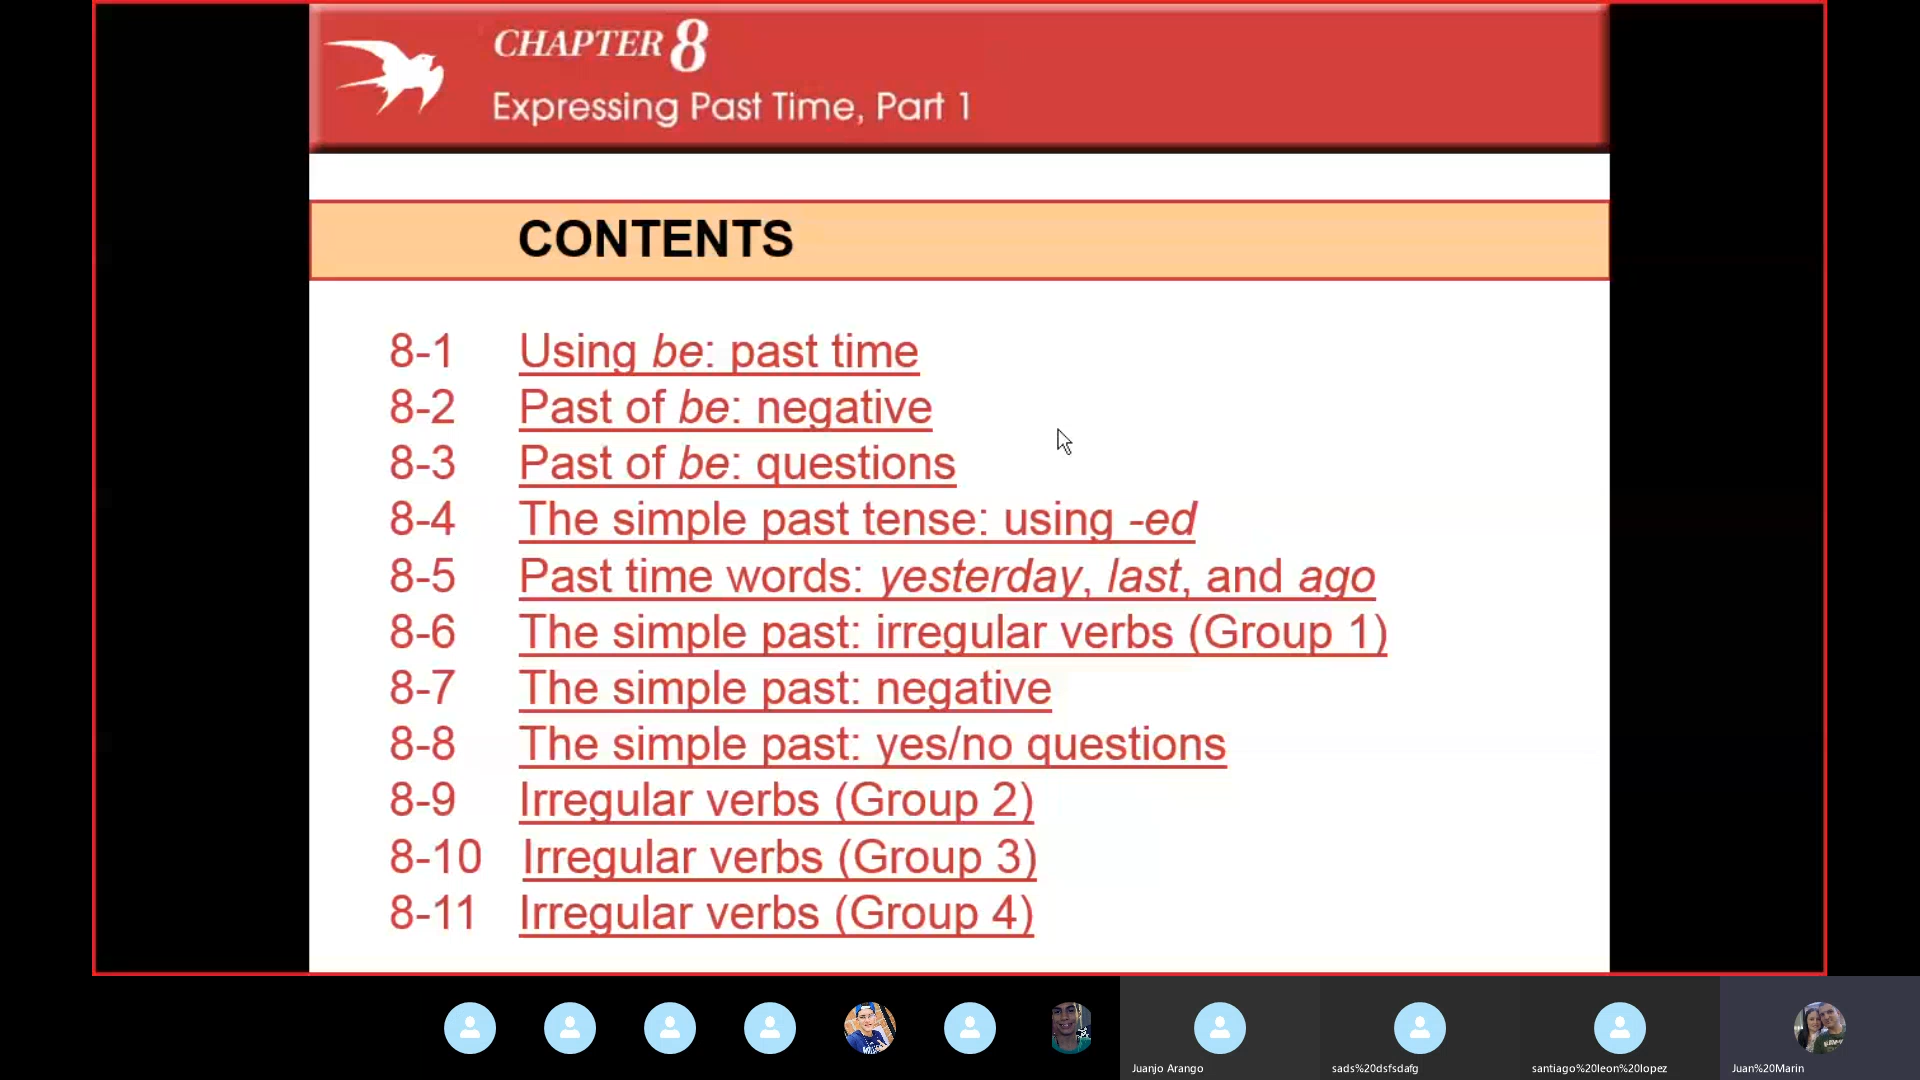 CHAPTER 8
Expressing Past Time, Part 1
CONTENTS
8-1 Using be: past time
8-2 Past of be: negative
8-3 Past of be: questions
8-4 The simple past tense: using -ed
8-5 Past time words: yesterday, last, and ago
8-6 The simple past: irregular verbs (Group 1)
8-7 The simple past: negative
8-8 The simple past: yes/no questions
8-9 Irregular verbs (Group 2)
8-10 Irregular verbs (Group 3)
8-11 Irregular verbs (Group 4)
Juanjo Arango
sads%20dsfsdafg
santiago%20leon%20lopez
Juan%20Marin